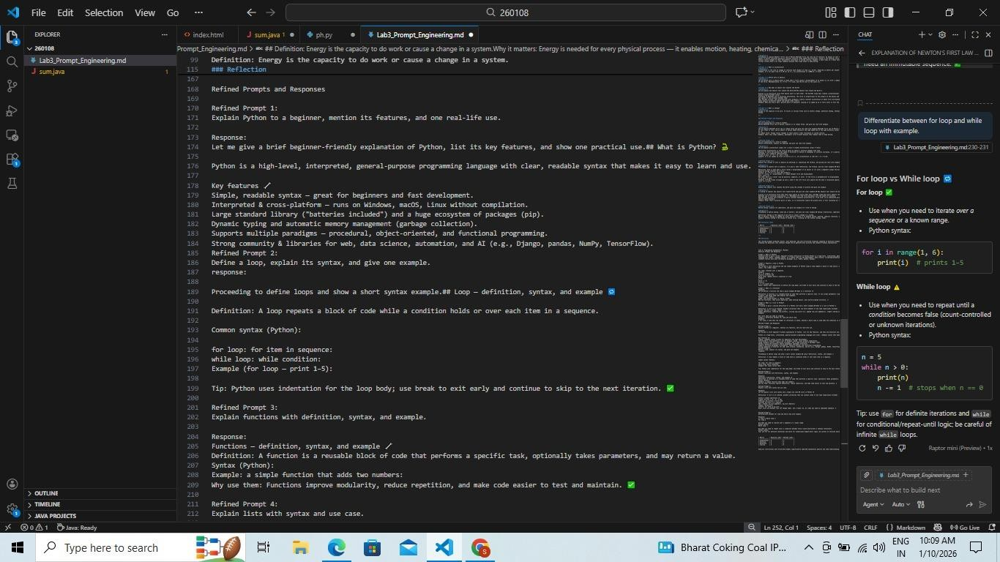 File Edit Selection View Go ···
260108
EXPLORER
260108
Lab3_Prompt_Engineering.md
sum.java 1
OUTLINE
TIMELINE
JAVA PROJECTS
index.html
sum.java 1
ph.py
Lab3_Prompt_Engineering.md
Prompt_Engineering.md > ## Definition: Energy is the capacity to do work or cause a change in a system.Why it matters: Energy is needed for every physical process — it enables motion, heating, chemica... > ### Reflection
99 Definition: Energy is the capacity to do work or cause a change in a system.
115 ### Reflection
167
168 Refined Prompts and Responses
169
170 Refined Prompt 1:
171 Explain Python to a beginner, mention its features, and one real-life use.
172
173 Response:
174 Let me give a brief beginner-friendly explanation of Python, list its key features, and show one practical use.## What is Python? 🐍
175
176 Python is a high-level, interpreted, general-purpose programming language with clear, readable syntax that makes it easy to learn and use.
177
178 Key features
179 Simple, readable syntax — great for beginners and fast development.
180 Interpreted & cross-platform — runs on Windows, macOS, Linux without compilation.
181 Large standard library ("batteries included") and a huge ecosystem of packages (pip).
182 Dynamic typing and automatic memory management (garbage collection).
183 Supports multiple paradigms — procedural, object-oriented, and functional programming.
184 Strong community & libraries for web, data science, automation, and AI (e.g., Django, pandas, NumPy, TensorFlow).
185 Refined Prompt 2:
186 Define a loop, explain its syntax, and give one example.
187 response:
188
189 Proceeding to define loops and show a short syntax example.## Loop — definition, syntax, and example 🔁
190
191 Definition: A loop repeats a block of code while a condition holds or over each item in a sequence.
192
193 Common syntax (Python):
194
195 for loop: for item in sequence:
196 while loop: while condition:
197 Example (for loop — print 1–5):
198
199 Tip: Python uses indentation for the loop body; use break to exit early and continue to skip to the next iteration. ✅
200
201 Refined Prompt 3:
202 Explain functions with definition, syntax, and example.
203
204 Response:
205 Functions — definition, syntax, and example
206 Definition: A function is a reusable block of code that performs a specific task, optionally takes parameters, and may return a value.
207 Syntax (Python):
208 Example: a simple function that adds two numbers:
209 Why use them: Functions improve modularity, reduce repetition, and make code easier to test and maintain. ✅
210
211 Refined Prompt 4:
212 Explain lists with syntax and use case.
CHAT
EXPLANATION OF NEWTON'S FIRST LAW ...
need an immutable sequence. ✅
Differentiate between for loop and while
loop with example.
Lab3_Prompt_Engineering.md:230-231
For loop vs While loop 🔁
For loop ✅
• Use when you need to iterate over a
sequence or a known range.
• Python syntax:
for i in range(1, 6):
print(i) # prints 1–5
While loop ⚠️
• Use when you need to repeat until a
condition becomes false (count-controlled
or unknown iterations).
• Python syntax:
n = 5
while n > 0:
print(n)
n -= 1 # stops when n == 0
Tip: use for for definite iterations and while
for conditional/repeat-until logic; be careful of
infinite while loops.
Raptor mini (Preview) • 1x
Lab3_Prompt_Engineering.md +
Describe what to build next
Agent Auto
0 1 Java: Ready
Ln 252, Col 1 Spaces: 4 UTF-8 CRLF {} Markdown Go Live
Type here to search
Bharat Coking Coal IP...
ENG
IN
10:09 AM
1/10/2026